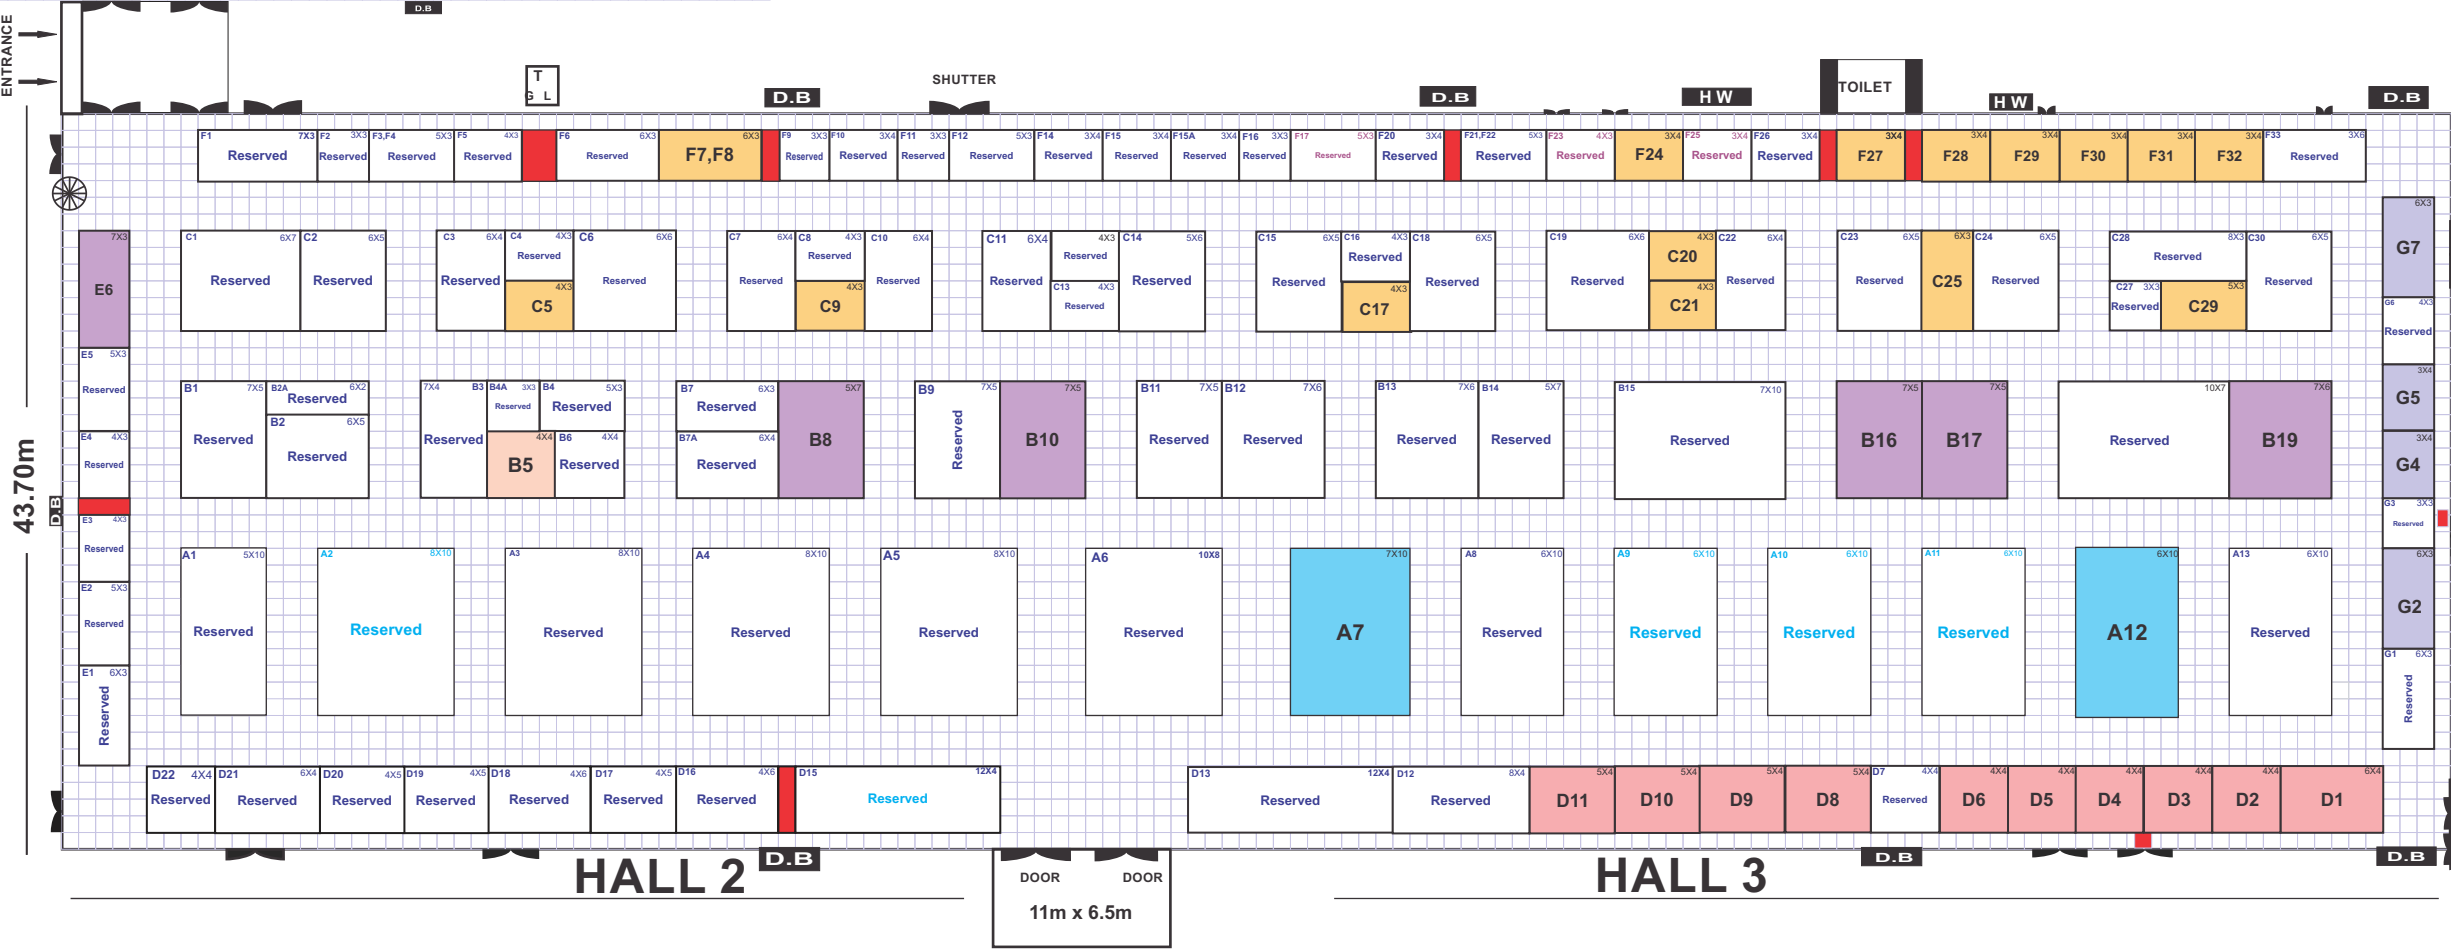 D.B
ENTRANCE
T
G L
SHUTTER
D.B
D.B
H W
TOILET
H W
D.B
F1 7X3 Reserved
F2 3X3 Reserved
F3,F4 5X3 Reserved
F5 4X3 Reserved
F6 6X3 Reserved
F7,F8 6X3
F9 3X3 Reserved
F10 3X4 Reserved
F11 3X3 Reserved
F12 5X3 Reserved
F14 3X4 Reserved
F15 3X4 Reserved
F15A 3X4 Reserved
F16 3X3 Reserved
F17 5X3 Reserved
F20 3X4 Reserved
F21,F22 5X3 Reserved
F23 4X3 Reserved
F24 3X4
F25 3X4 Reserved
F26 3X4 Reserved
F27 3X4
F28 3X4
F29 3X4
F30 3X4
F31 3X4
F32 3X4
F33 3X6 Reserved
E6 7X3
C1 6X7 Reserved
C2 6X5 Reserved
C3 6X4 Reserved
C4 4X3 Reserved
C5 4X3
C6 6X6 Reserved
C7 6X4 Reserved
C8 4X3 Reserved
C9 4X3
C10 6X4 Reserved
C11 6X4 Reserved
4X3 Reserved
C13 4X3 Reserved
C14 5X6 Reserved
C15 6X5 Reserved
C16 4X3 Reserved
C17 4X3
C18 6X5 Reserved
C19 6X6 Reserved
C20 4X3
C21 4X3
C22 6X4 Reserved
C23 6X5 Reserved
C25 6X3
C24 6X5 Reserved
C28 8X3 Reserved
C27 3X3 Reserved
C29 5X3
C30 6X5 Reserved
G7 6X3
G6 4X3 Reserved
E5 5X3 Reserved
E4 4X3 Reserved
B1 7X5 Reserved
B2A 6X2 Reserved
B2 6X5 Reserved
7X4 B3 Reserved
B4A 3X3 Reserved
B4 5X3 Reserved
B5 4X4
B6 4X4 Reserved
B7 6X3 Reserved
B7A 6X4 Reserved
B8 5X7
B9 7X5 Reserved
B10 7X5
B11 7X5 Reserved
B12 7X6 Reserved
B13 7X6 Reserved
B14 5X7 Reserved
B15 7X10 Reserved
B16 7X5
B17 7X5
10X7 Reserved
B19 7X6
G5 3X4
G4 3X4
G3 3X3 Reserved
43.70m
D.B
E3 4X3 Reserved
E2 5X3 Reserved
E1 6X3 Reserved
A1 5X10 Reserved
A2 8X10 Reserved
A3 8X10 Reserved
A4 8X10 Reserved
A5 8X10 Reserved
A6 10X8 Reserved
A7 7X10
A8 6X10 Reserved
A9 6X10 Reserved
A10 6X10 Reserved
A11 6X10 Reserved
A12 6X10
A13 6X10 Reserved
G2 6X3
G1 6X3 Reserved
D22 4X4 Reserved
D21 6X4 Reserved
D20 4X5 Reserved
D19 4X5 Reserved
D18 4X6 Reserved
D17 4X5 Reserved
D16 4X6 Reserved
D15 12X4 Reserved
D13 12X4 Reserved
D12 8X4 Reserved
D11 5X4
D10 5X4
D9 5X4
D8 5X4
D7 4X4 Reserved
D6 4X4
D5 4X4
D4 4X4
D3 4X4
D2 4X4
D1 6X4
HALL 2
D.B
DOOR DOOR
11m x 6.5m
HALL 3
D.B
D.B